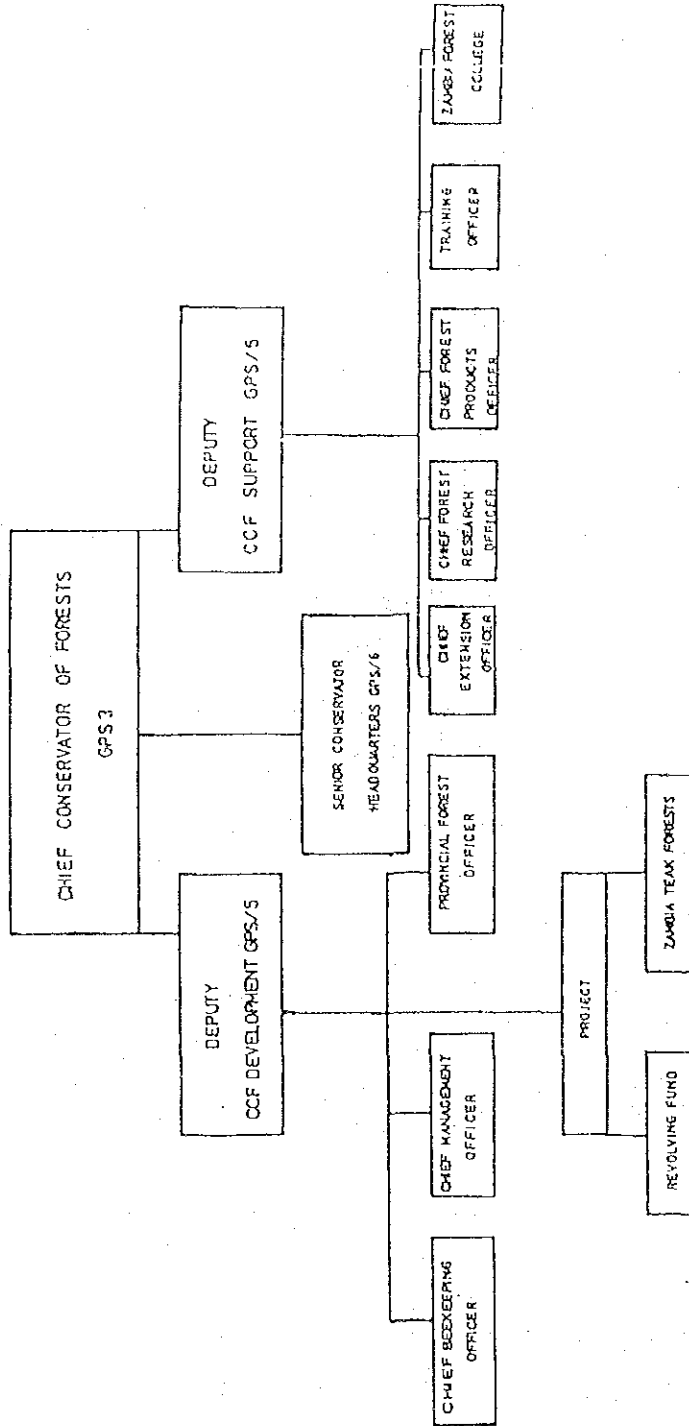 CHIEF CONSERVATOR OF FORESTS
GPS3
DEPUTY
CCF DEVELOPMENT GPS/5
DEPUTY
CCF SUPPORT GPS/5
SENIOR CONSERVATOR
HEADQUARTERS GPS/6
CHIEF BEEKEEPING
OFFICER
CHIEF MANAGEMENT
OFFICER
PROVINCIAL FOREST
OFFICER
CHIEF
EXTENSION
OFFICER
CHIEF FOREST
RESEARCH
OFFICER
CHIEF FOREST
PRODUCTS
OFFICER
TRAINING
OFFICER
ZAMBIA FOREST
COLLEGE
PROJECT
REVOLVING FUND
ZAMBIA TEAK FORESTS